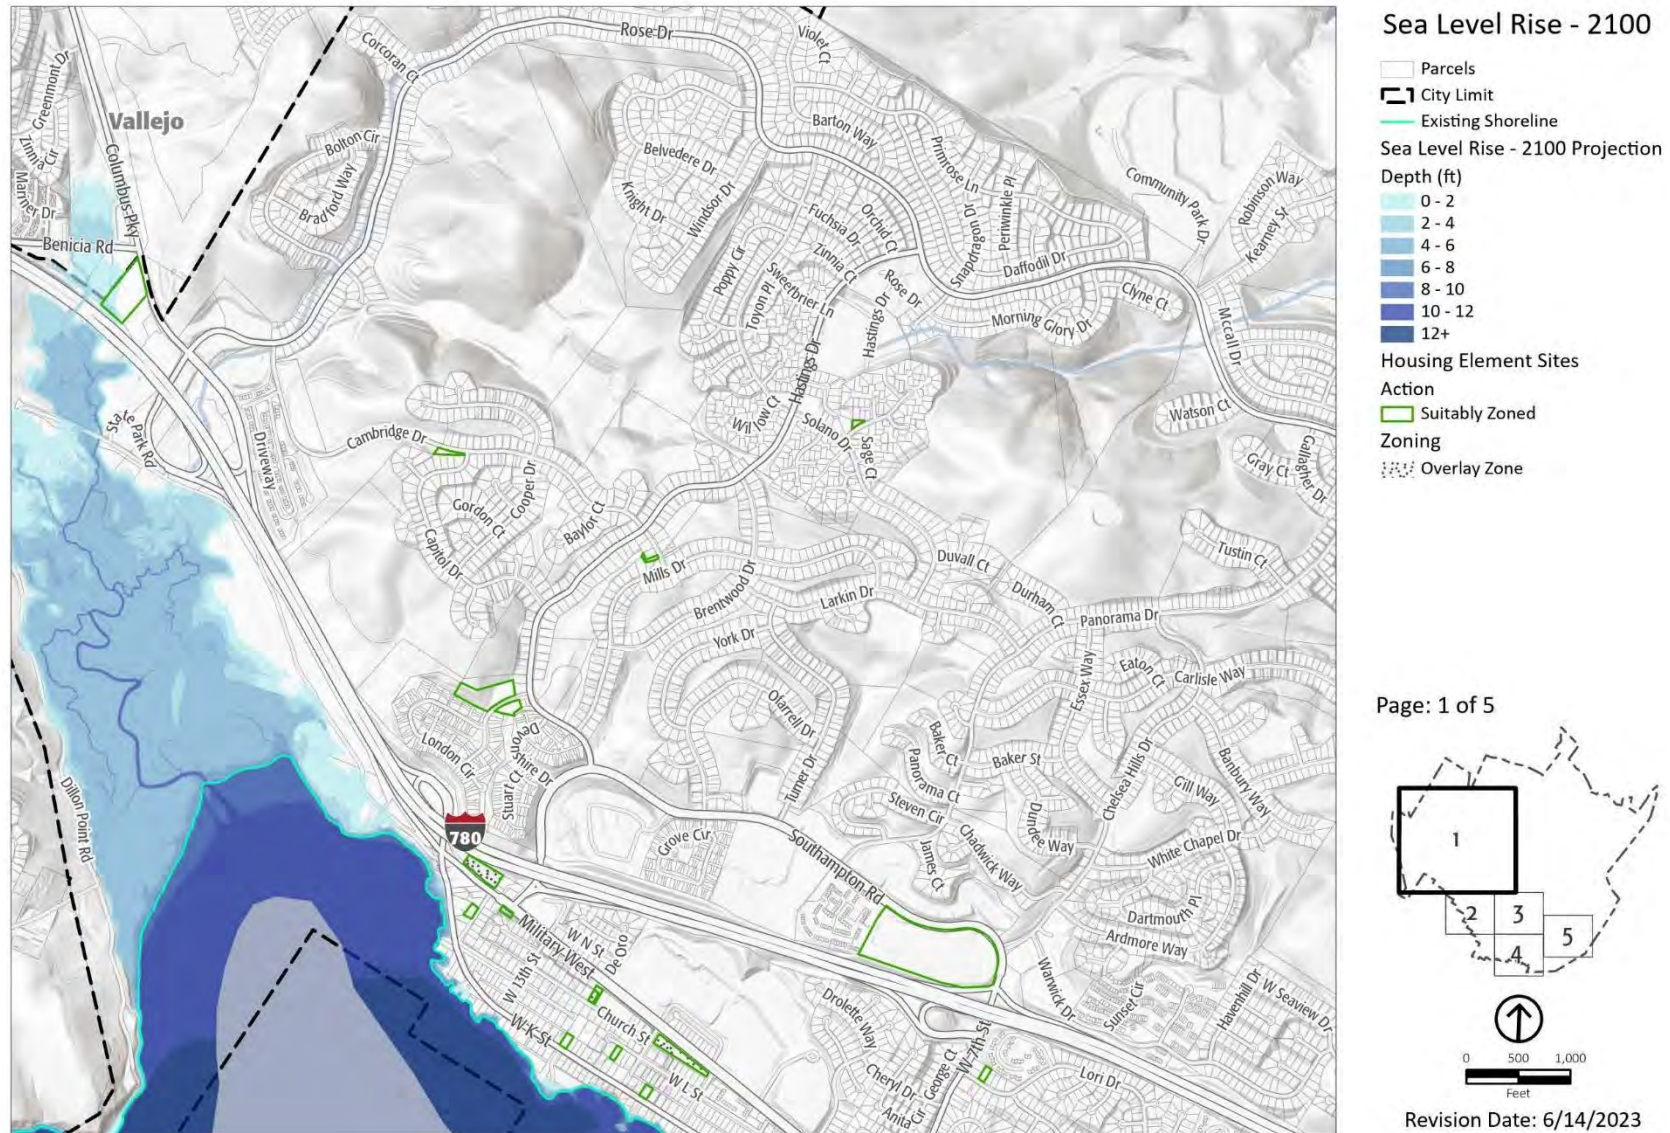 Sea Level Rise - 2100
Parcels
City Limit
Existing Shoreline
Sea Level Rise - 2100 Projection
Depth (ft)
0 - 2
2 - 4
4 - 6
6 - 8
8 - 10
10 - 12
12+
Housing Element Sites
Action
Suitably Zoned
Zoning
Overlay Zone
Page: 1 of 5
1
2
3
4
5
0 500 1,000
Feet
Revision Date: 6/14/2023
Vallejo
Greenmont Dr
Zinnia Cir
Mariner Dr
Columbus Pky
Benicia Rd
Corcoran Ct
Rose Dr
Violet Ct
Bolton Cir
Bradford Way
Belvedere Dr
Knight Dr
Windsor Dr
Barton Way
Primrose Ln
Periwinkle Pl
Snapdragon Dr
Community Park Dr
Robinson Way
Kearney St
Fuchsia Dr
Orchid Ct
Zinnia Ct
Poppy Cir
Sweetbrier Ln
Toyon Pl
Rose Dr
Hastings Dr
Daffodil Dr
Clyne Ct
Morning Glory Dr
Mccall Dr
Hastings Dr
Willow Ct
Solano Dr
Sage Ct
Watson Ct
Gray Ct
Gallagher Dr
State Park Rd
Driveway
Cambridge Dr
Cooper Dr
Gordon Ct
Baylor Ct
Capitol Dr
Mills Dr
Brentwood Dr
Larkin Dr
York Dr
Duvall Ct
Durham Ct
Tustin Ct
Panorama Dr
Eaton Ct
Carlisle Way
Essex Way
Ofarrell Dr
Turner Dr
London Cir
Devonshire Dr
Stuart Ct
Baker Ct
Panorama Ct
Baker St
Steven Cir
Chelsea Hills Dr
Gill Way
Banbury Way
Dundee Way
White Chapel Dr
Chadwick Way
James Ct
Dillon Point Rd
780
Grove Cir
Southampton Rd
Dartmouth Pl
Ardmore Way
Military West
W N St
De Oro
W 13th St
Church St
W K St
W L St
Drolette Way
Warwick Dr
Sunset Cir
Havenhill Dr
W Seaview Dr
W 7th St
George Ct
Cheryl Dr
Anita Cir
Lori Dr